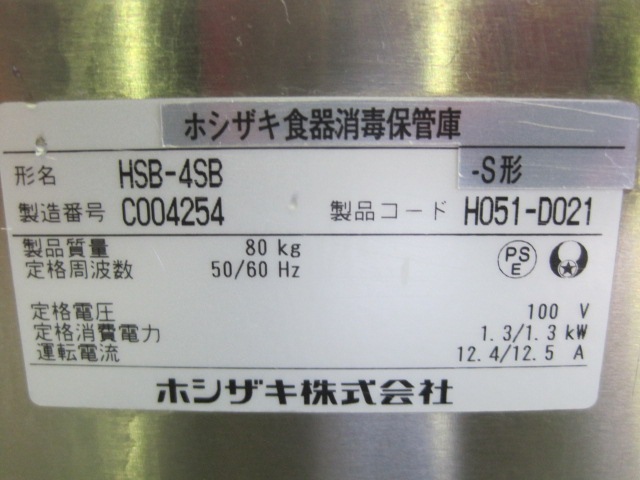 ホシザキ食器消毒保管庫
形名 HSB-4SB -S形
製造番号 C004254 製品コード H051-D021
製品質量 80 kg
定格周波数 50/60 Hz
PS
E
定格電圧 100 V
定格消費電力 1.3/1.3 kW
運転電流 12.4/12.5 A
ホシザキ株式会社